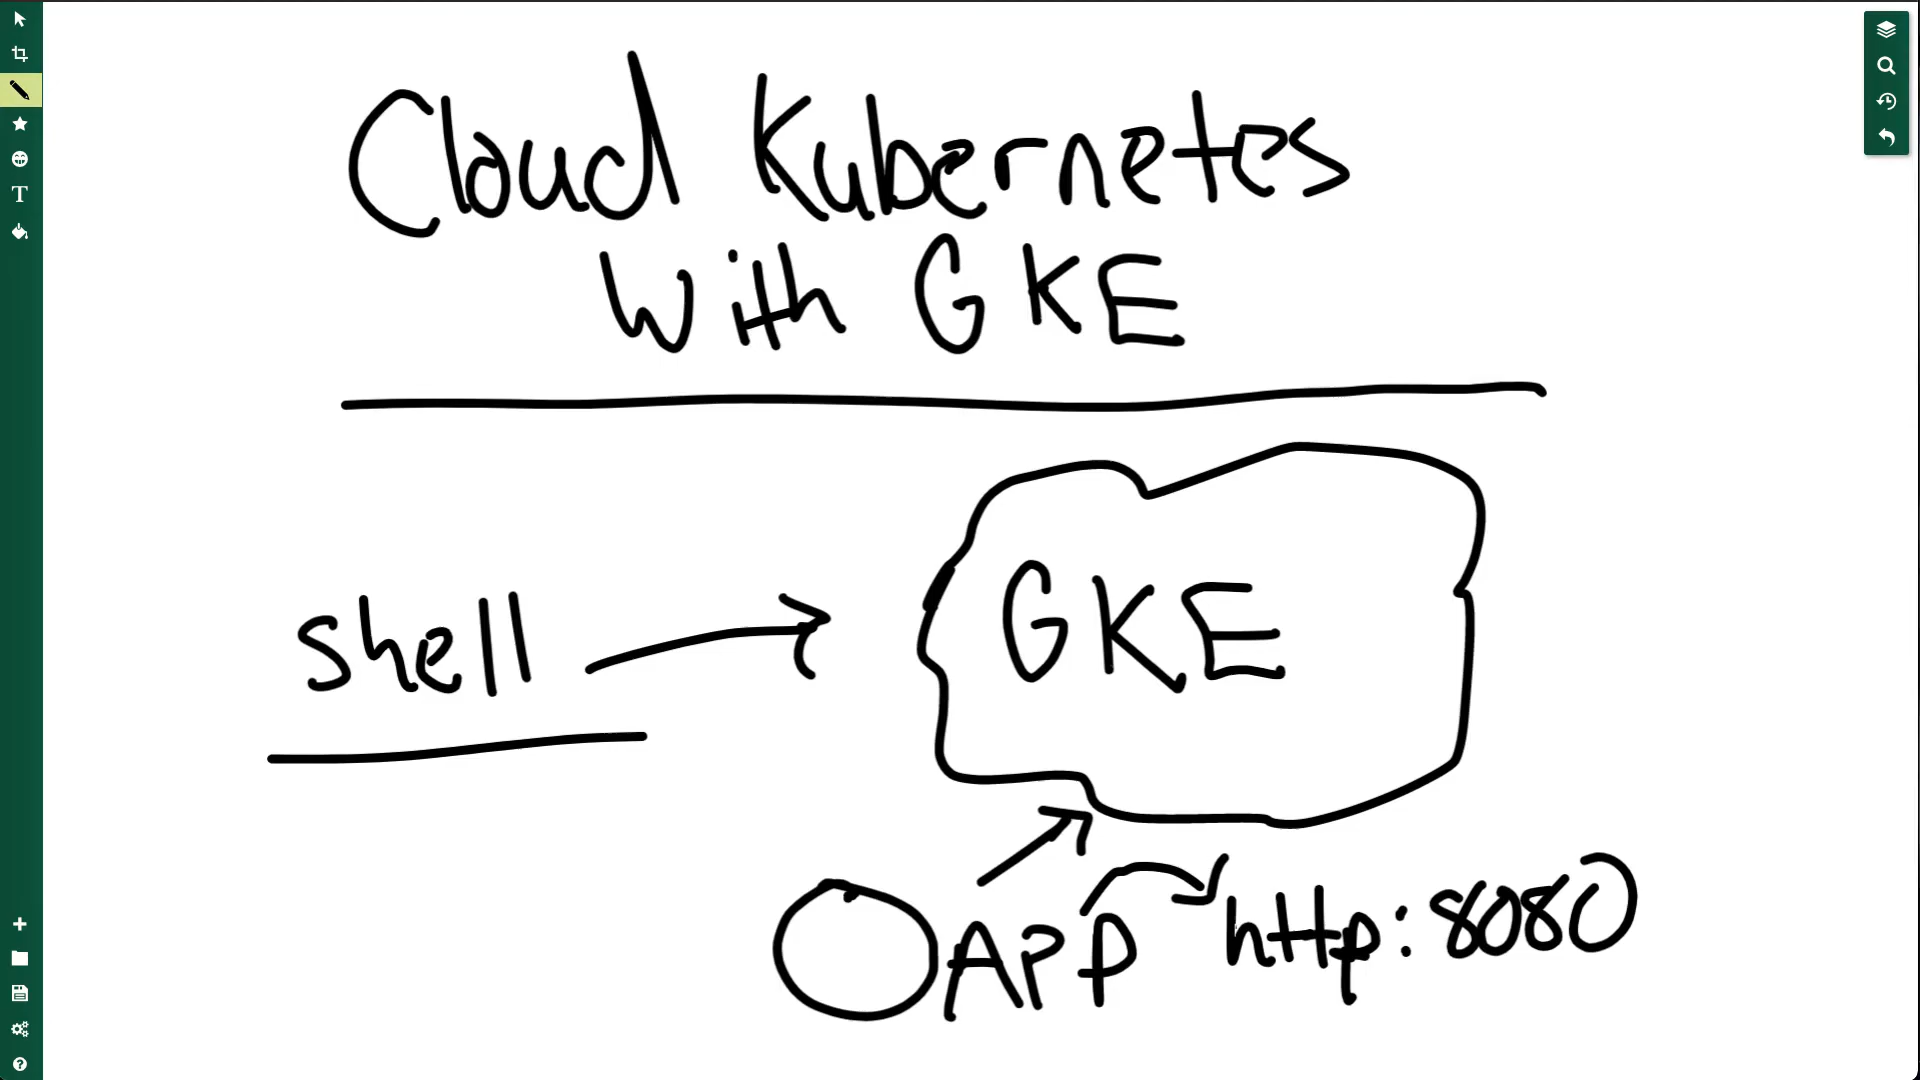 Cloud Kubernetes
With GKE
shell
GKE
APP
http:8080
T